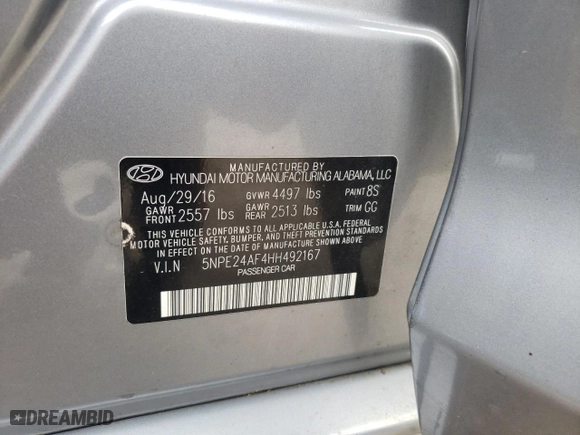 MANUFACTURED BY
HYUNDAI MOTOR MANUFACTURING ALABAMA, LLC
Aug/29/16 GVWR 4497 lbs PAINT 8S
GAWR FRONT 2557 lbs GAWR REAR 2513 lbs TRIM GG
THIS VEHICLE CONFORMS TO ALL APPLICABLE U.S.A. FEDERAL
MOTOR VEHICLE SAFETY, BUMPER, AND THEFT PREVENTION
STANDARDS IN EFFECT ON THE DATE OF MANUFACTURE SHOWN ABOVE.
V.I.N 5NPE24AF4HH492167
PASSENGER CAR
DREAMBID